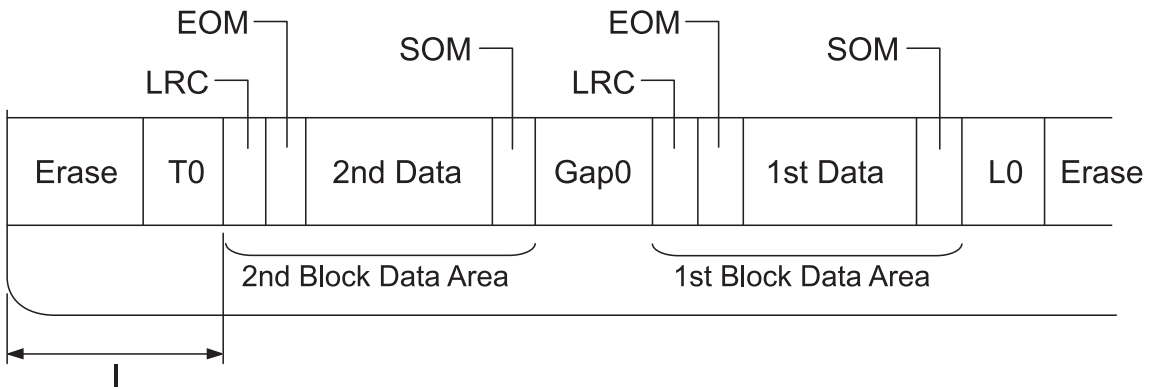 EOM
EOM
SOM
SOM
LRC
LRC
Erase T0 2nd Data Gap0 1st Data L0 Erase
2nd Block Data Area 1st Block Data Area
l